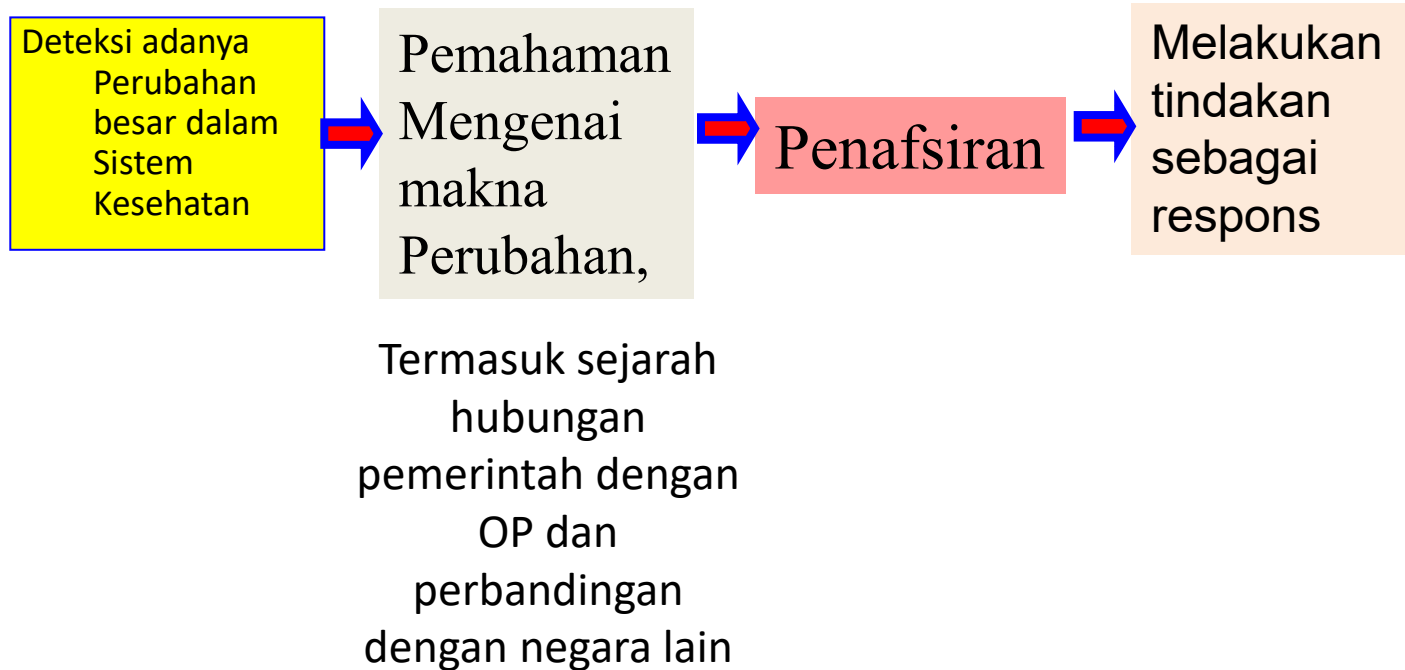 Deteksi adanya
Perubahan
besar dalam
Sistem
Kesehatan
Pemahaman
Mengenai
makna
Perubahan,
Penafsiran
Melakukan
tindakan
sebagai
respons
Termasuk sejarah
hubungan
pemerintah dengan
OP dan
perbandingan
dengan negara lain